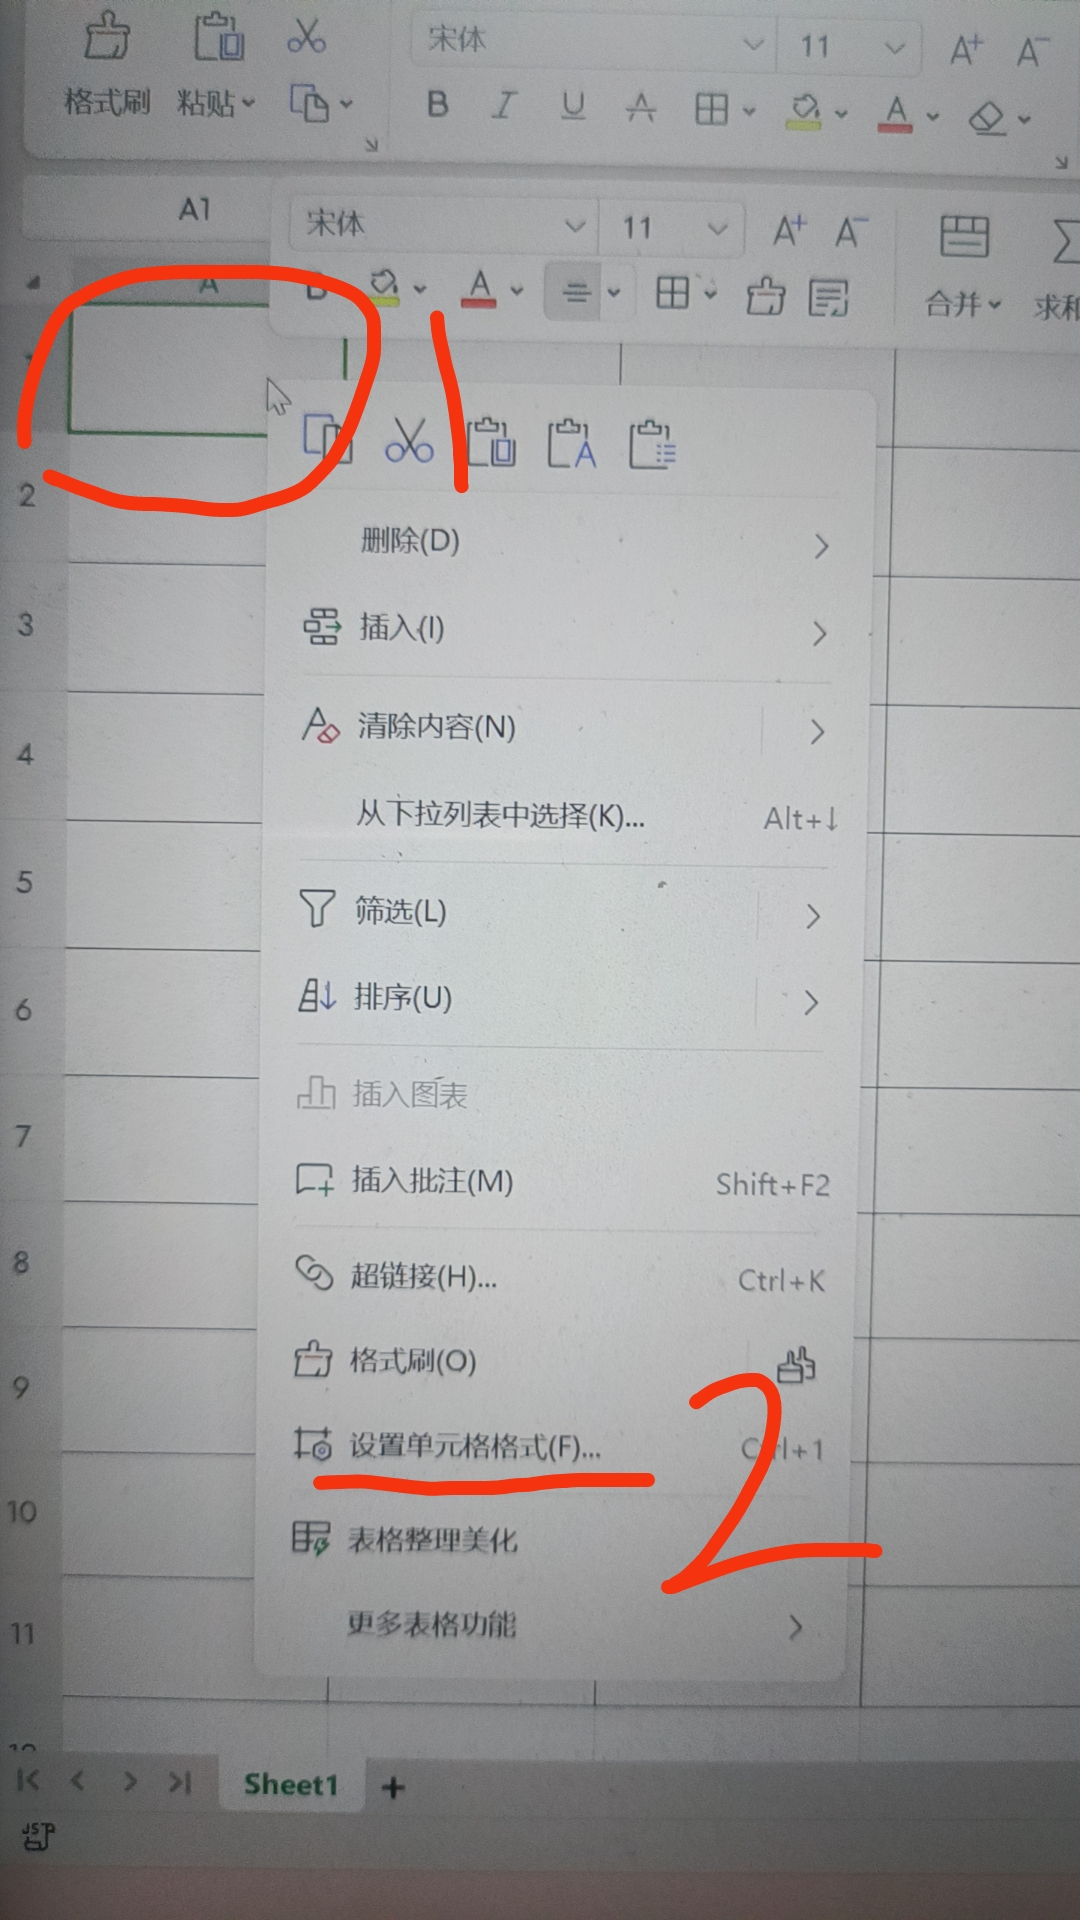 宋体 11 A+ A-
格式刷 粘贴
B I U A A
A1
宋体 11 A+ A-
A
B A 合并 求和
1
删除(D)
2
插入(I)
3
清除内容(N)
4
从下拉列表中选择(K)... Alt+↓
5
筛选(L)
排序(U)
6
插入图表
7
插入批注(M) Shift+F2
8
超链接(H)... Ctrl+K
格式刷(O)
9
2
设置单元格格式(F)... Ctrl+1
10
表格整理美化
更多表格功能
11
Sheet1 +